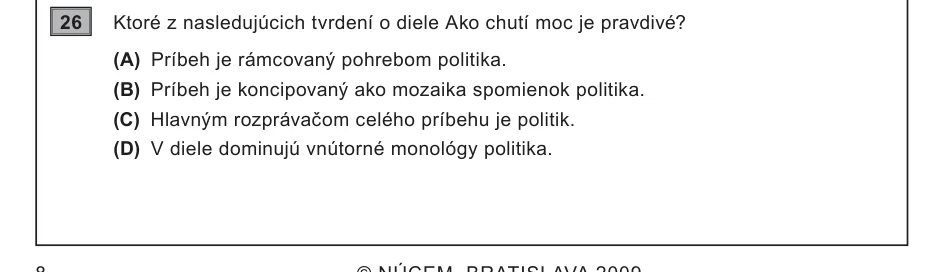 26 Ktoré z nasledujúcich tvrdení o diele Ako chutí moc je pravdivé?
(A) Príbeh je rámcovaný pohrebom politika.
(B) Príbeh je koncipovaný ako mozaika spomienok politika.
(C) Hlavným rozprávačom celého príbehu je politik.
(D) V diele dominujú vnútorné monológy politika.
8 © NÚCEM, BRATISLAVA 2009